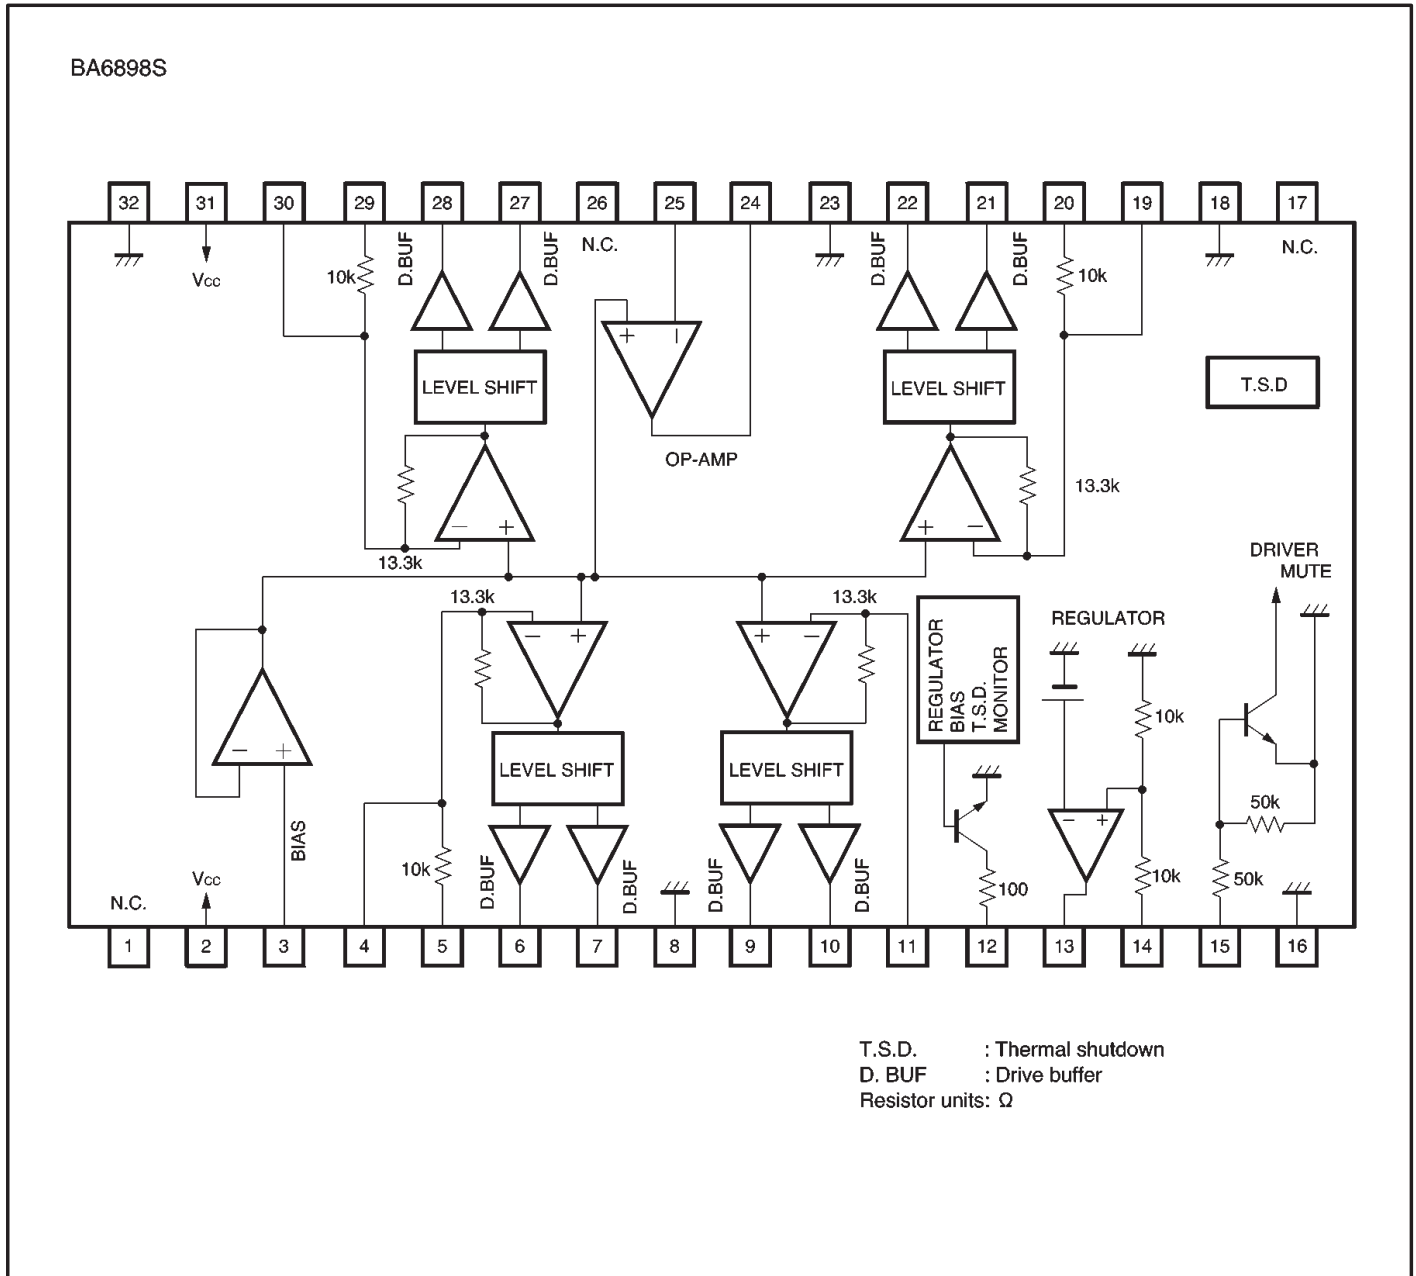 BA6898S
32 31 30 29 28 27 26 25 24 23 22 21 20 19 18 17
VCC
10k
D.BUF
D.BUF
N.C.
D.BUF
D.BUF
10k
N.C.
LEVEL SHIFT
+
−
LEVEL SHIFT
T.S.D
OP-AMP
13.3k
− +
+ −
13.3k
DRIVER
MUTE
13.3k
− +
13.3k
+ −
REGULATOR
BIAS
T.S.D.
MONITOR
REGULATOR
10k
− +
LEVEL SHIFT
LEVEL SHIFT
50k
− +
BIAS
10k
D.BUF
D.BUF
D.BUF
D.BUF
100
10k
50k
VCC
N.C.
1 2 3 4 5 6 7 8 9 10 11 12 13 14 15 16
T.S.D. : Thermal shutdown
D. BUF : Drive buffer
Resistor units: Ω